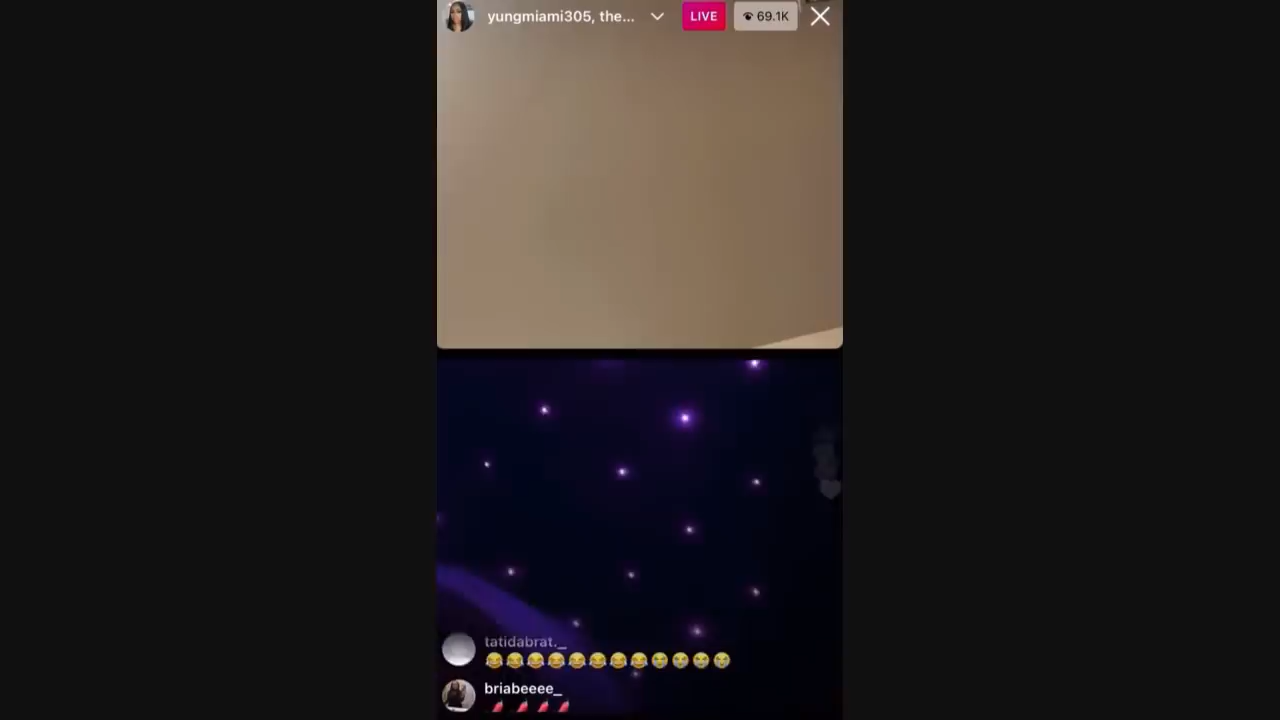 yungmiami305, the... LIVE 69.1K
tatidabrat._
😂😂😂😂😂😂😂😂😭😭😭😭
briabeeee_
🌶️🌶️🌶️🌶️